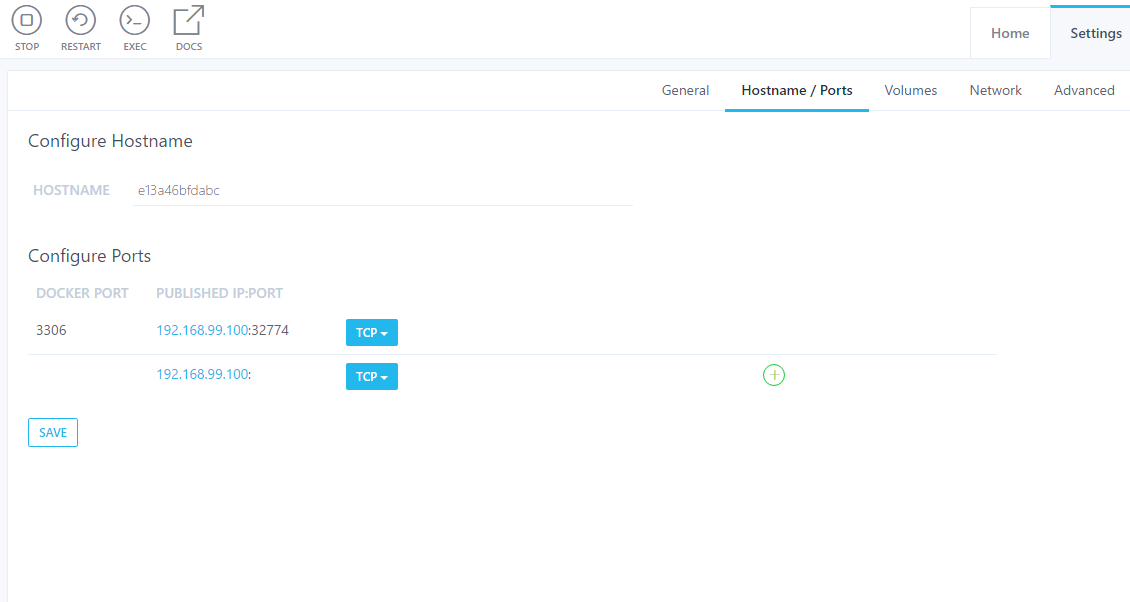 STOP RESTART EXEC DOCS
Home Settings
General Hostname / Ports Volumes Network Advanced
Configure Hostname
HOSTNAME e13a46bfdabc
Configure Ports
DOCKER PORT PUBLISHED IP:PORT
3306 192.168.99.100:32774 TCP
192.168.99.100: TCP
SAVE